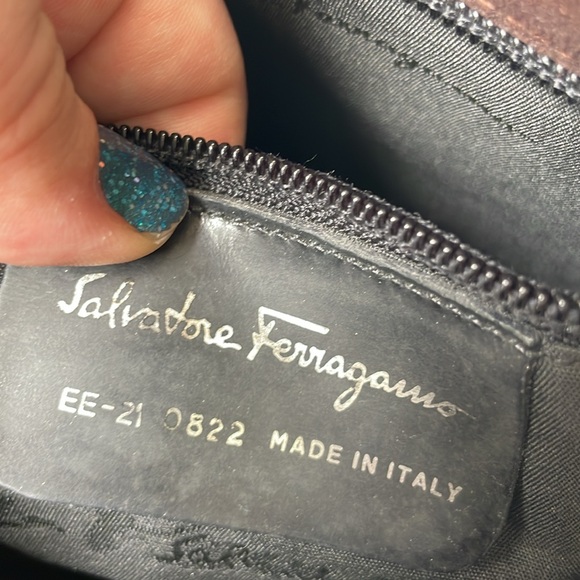 Salvatore Ferragamo
EE-21 0822 MADE IN ITALY